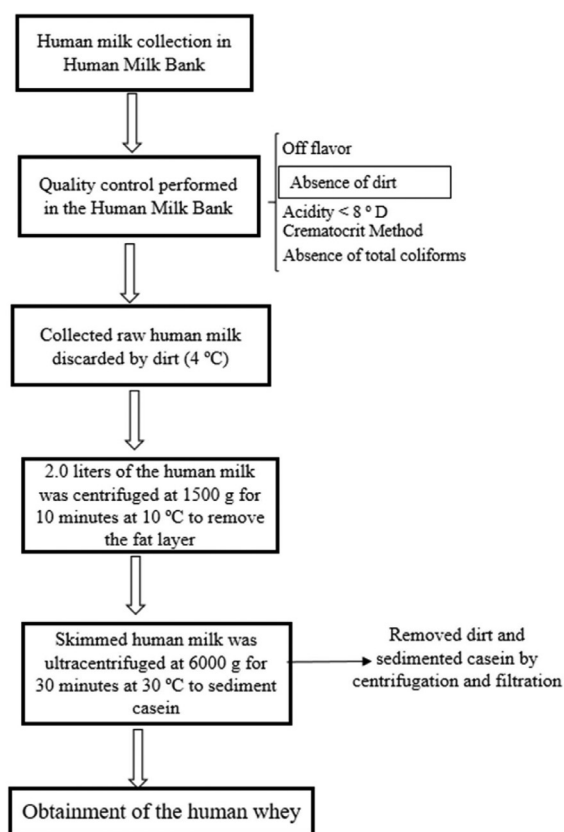 Human milk collection in
Human Milk Bank
Quality control performed
in the Human Milk Bank
Off flavor
Absence of dirt
Acidity < 8 º D
Crematocrit Method
Absence of total coliforms
Collected raw human milk
discarded by dirt (4 ºC)
2.0 liters of the human milk
was centrifuged at 1500 g for
10 minutes at 10 ºC to remove
the fat layer
Skimmed human milk was
ultracentrifuged at 6000 g for
30 minutes at 30 ºC to sediment
casein
Removed dirt and
sedimented casein by
centrifugation and filtration
Obtainment of the human whey